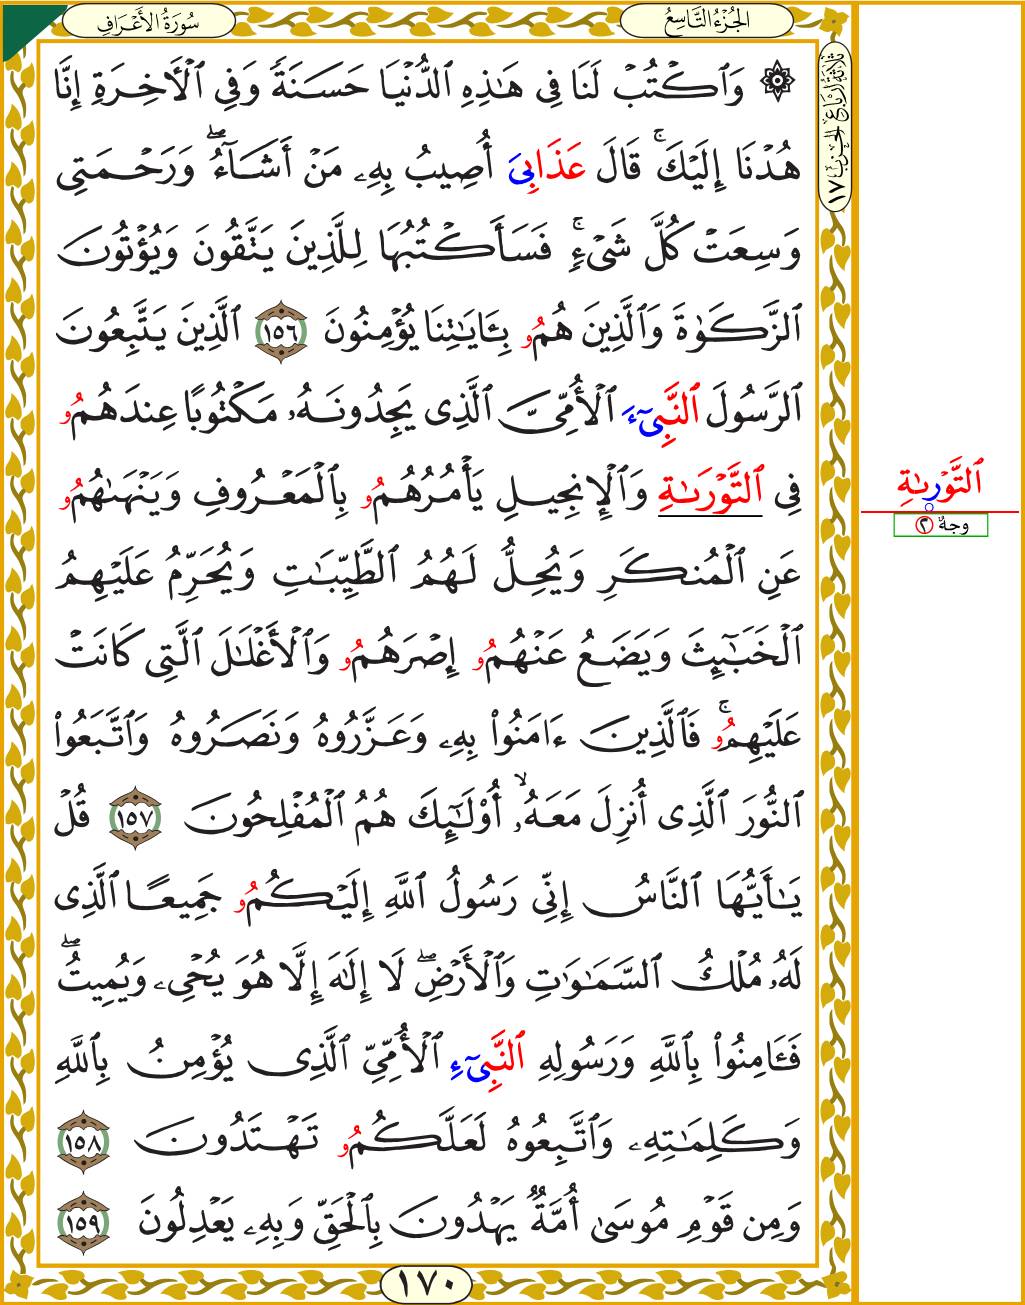 سُورَةُ الأَعْرَافِ
الجُزْءُ التَّاسِعُ
ثَلَاثَةُ أَرْبَاعِ الحِزْبِ ١٧
۞ وَٱكْتُبْ لَنَا فِى هَٰذِهِ ٱلدُّنْيَا حَسَنَةً وَفِى ٱلْأَخِرَةِ إِنَّا
هُدْنَا إِلَيْكَۚ قَالَ عَذَابِىَ أُصِيبُ بِهِۦ مَنْ أَشَآءُۖ وَرَحْمَتِى
وَسِعَتْ كُلَّ شَىْءٍۚ فَسَأَكْتُبُهَا لِلَّذِينَ يَتَّقُونَ وَيُؤْتُونَ
ٱلزَّكَوٰةَ وَٱلَّذِينَ هُمُۥ بِـَٔايَٰتِنَا يُؤْمِنُونَ ١٥٦ ٱلَّذِينَ يَتَّبِعُونَ
ٱلرَّسُولَ ٱلنَّبِىٓءَ ٱلْأُمِّىَّ ٱلَّذِى يَجِدُونَهُۥ مَكْتُوبًا عِندَهُمُۥ
فِى ٱلتَّوْرَىٰةِ وَٱلْإِنجِيلِ يَأْمُرُهُمُۥ بِٱلْمَعْرُوفِ وَيَنْهَىٰهُمُۥ
عَنِ ٱلْمُنكَرِ وَيُحِلُّ لَهُمُ ٱلطَّيِّبَٰتِ وَيُحَرِّمُ عَلَيْهِمُ
ٱلْخَبَٰٓئِثَ وَيَضَعُ عَنْهُمُۥ إِصْرَهُمُۥ وَٱلْأَغْلَٰلَ ٱلَّتِى كَانَتْ
عَلَيْهِمُۥۚ فَٱلَّذِينَ ءَامَنُوا۟ بِهِۦ وَعَزَّرُوهُ وَنَصَرُوهُ وَٱتَّبَعُوا۟
ٱلنُّورَ ٱلَّذِى أُنزِلَ مَعَهُۥۙ أُو۟لَٰٓئِكَ هُمُ ٱلْمُفْلِحُونَ ١٥٧ قُلْ
يَٰأَيُّهَا ٱلنَّاسُ إِنِّى رَسُولُ ٱللَّهِ إِلَيْكُمُۥ جَمِيعًا ٱلَّذِى
لَهُۥ مُلْكُ ٱلسَّمَٰوَٰتِ وَٱلْأَرْضِۖ لَا إِلَٰهَ إِلَّا هُوَ يُحْىِۦ وَيُمِيتُۖ
فَـَٔامِنُوا۟ بِٱللَّهِ وَرَسُولِهِ ٱلنَّبِىٓءِ ٱلْأُمِّىِّ ٱلَّذِى يُؤْمِنُ بِٱللَّهِ
وَكَلِمَٰتِهِۦ وَٱتَّبِعُوهُ لَعَلَّكُمُۥ تَهْتَدُونَ ١٥٨
وَمِن قَوْمِ مُوسَىٰ أُمَّةٌ يَهْدُونَ بِٱلْحَقِّ وَبِهِۦ يَعْدِلُونَ ١٥٩
١٧٠
ٱلتَّوْرَىٰةِ
وجهٌ ٢